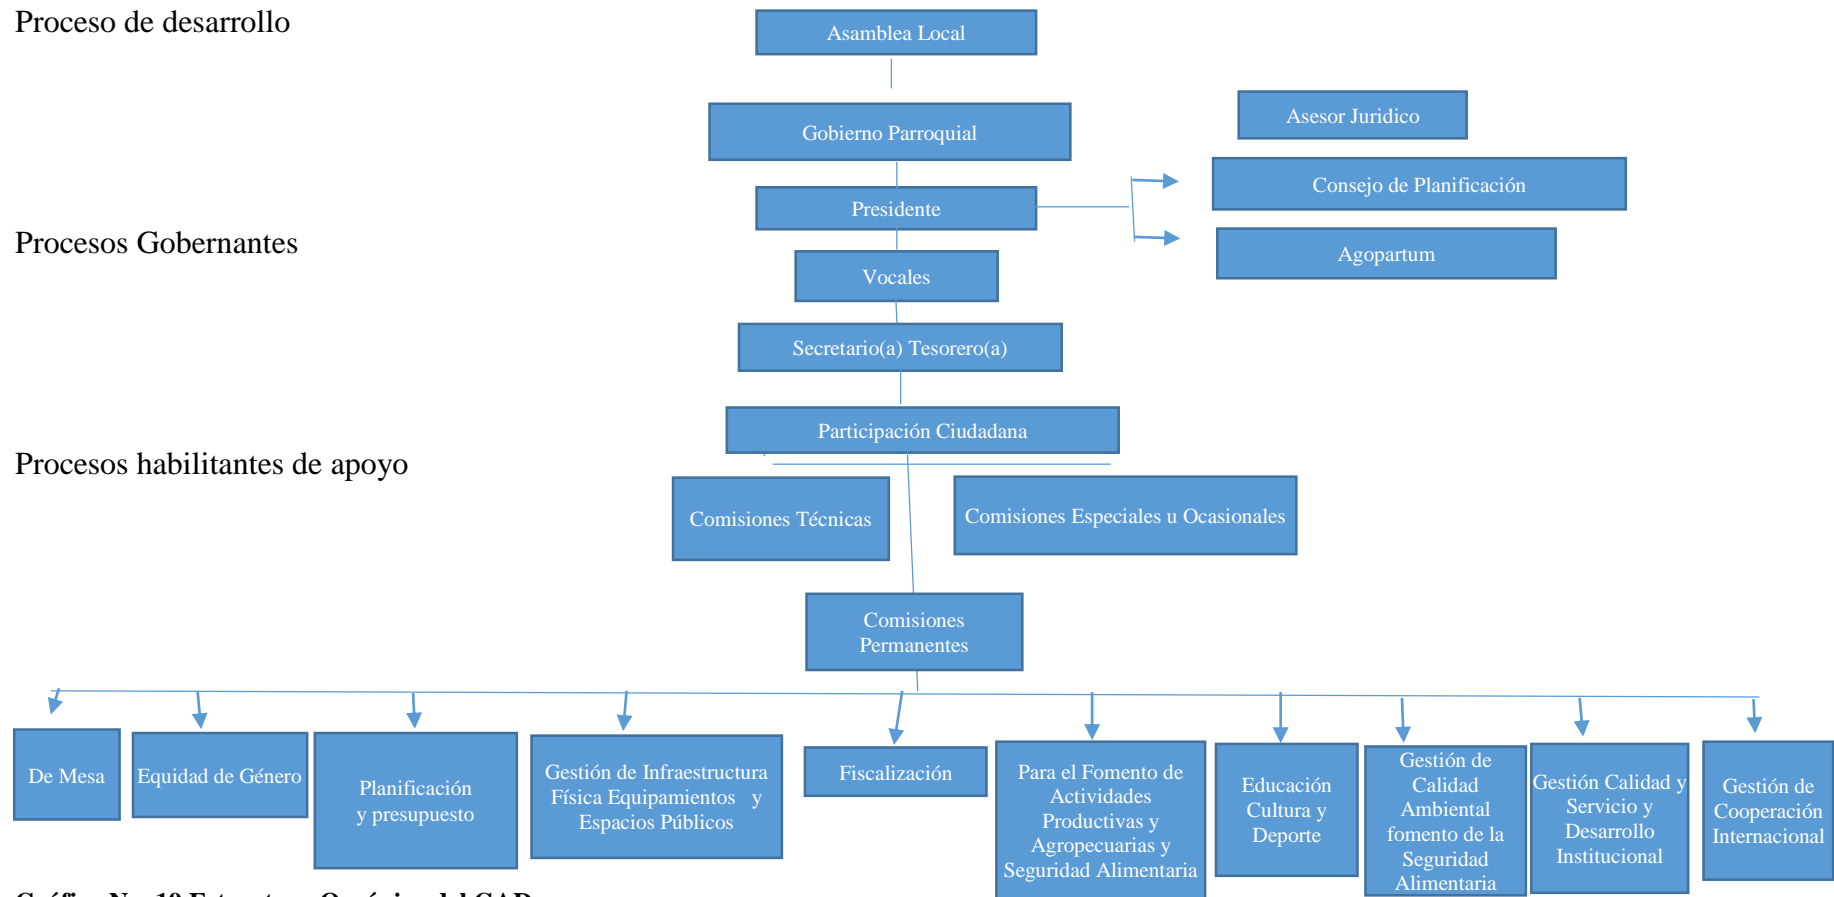 Proceso de desarrollo
Asamblea Local
Gobierno Parroquial
Asesor Juridico
Consejo de Planificación
Presidente
Procesos Gobernantes
Agopartum
Vocales
Secretario(a) Tesorero(a)
Participación Ciudadana
Procesos habilitantes de apoyo
Comisiones Técnicas
Comisiones Especiales u Ocasionales
Comisiones
Permanentes
De Mesa
Equidad de Género
Planificación
y presupuesto
Gestión de Infraestructura
Física Equipamientos y
Espacios Públicos
Fiscalización
Para el Fomento de
Actividades
Productivas y
Agropecuarias y
Seguridad Alimentaria
Educación
Cultura y
Deporte
Gestión de
Calidad
Ambiental
fomento de la
Seguridad
Alimentaria
Gestión Calidad y
Servicio y
Desarrollo
Institucional
Gestión de
Cooperación
Internacional